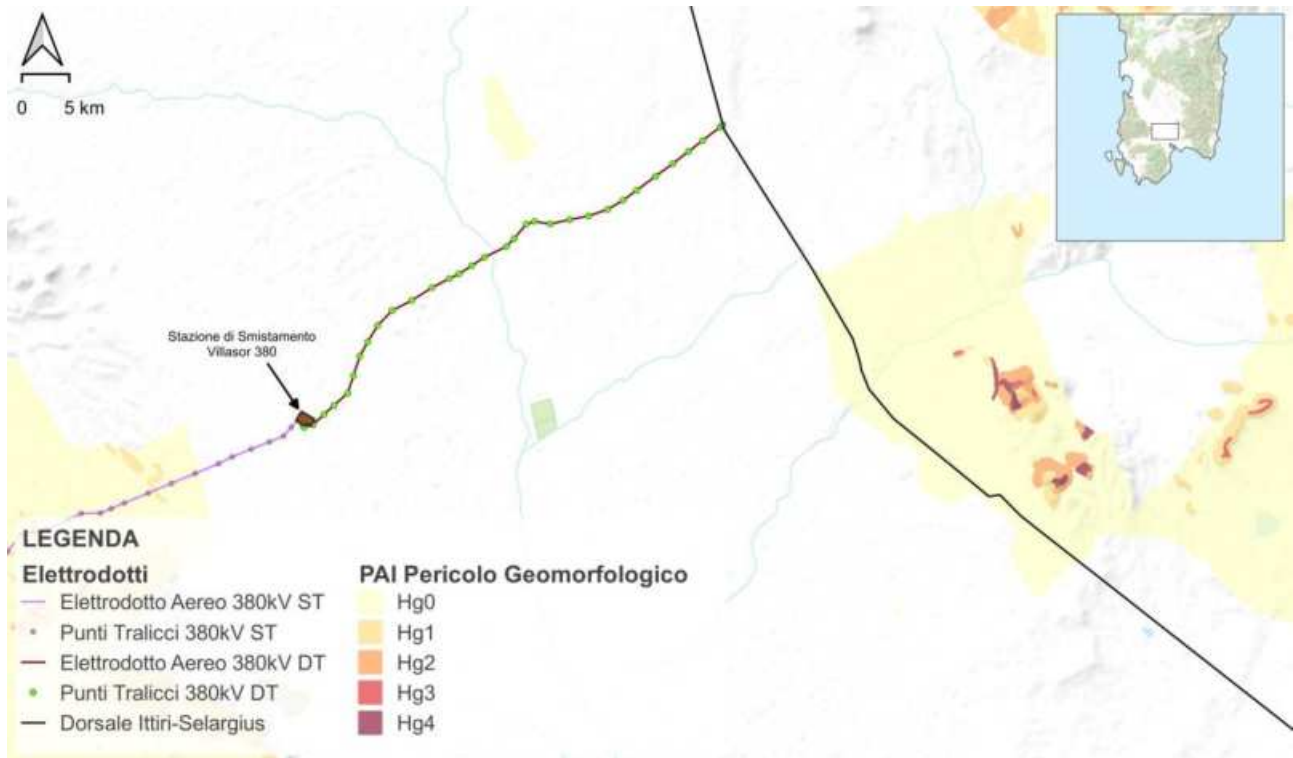 0 5 km
Stazione di Smistamento
Villasor 380
LEGENDA
Elettrodotti
Elettrodotto Aereo 380kV ST
Punti Tralicci 380kV ST
Elettrodotto Aereo 380kV DT
Punti Tralicci 380kV DT
Dorsale Ittiri-Selargius
PAI Pericolo Geomorfologico
Hg0
Hg1
Hg2
Hg3
Hg4